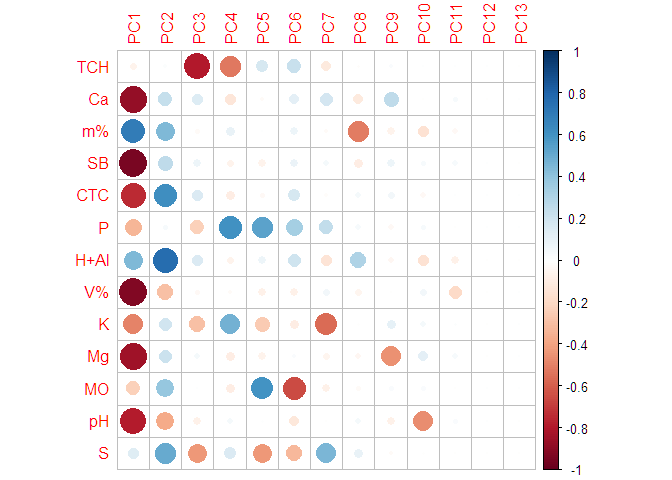 PC1 PC2 PC3 PC4 PC5 PC6 PC7 PC8 PC9 PC10 PC11 PC12 PC13
TCH
Ca
m%
SB
CTC
P
H+Al
V%
K
Mg
MO
pH
S
1
0.8
0.6
0.4
0.2
0
-0.2
-0.4
-0.6
-0.8
-1